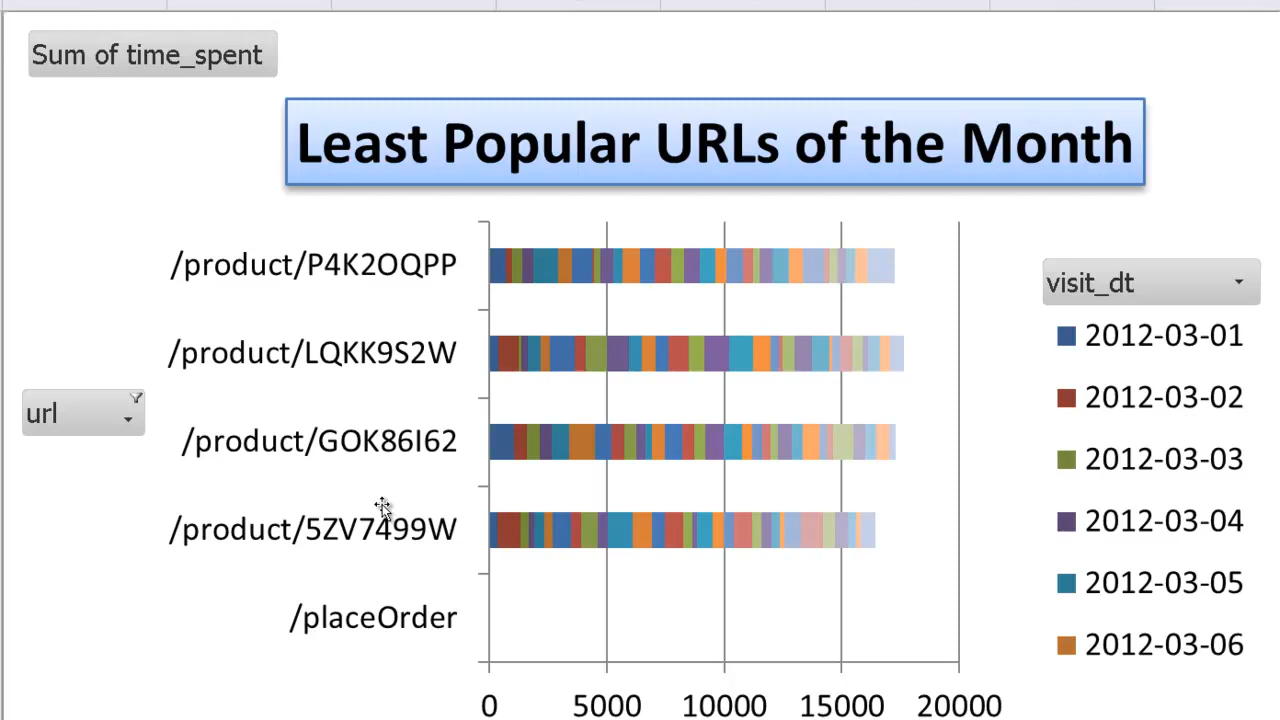 Sum of time_spent
Least Popular URLs of the Month
/product/P4K2OQPP
/product/LQKK9S2W
/product/GOK86I62
/product/5ZV7499W
/placeOrder
url
0 5000 10000 15000 20000
visit_dt
2012-03-01
2012-03-02
2012-03-03
2012-03-04
2012-03-05
2012-03-06